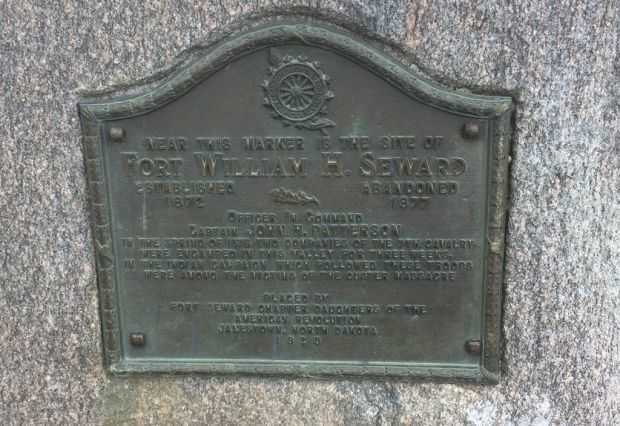 NEAR THIS MARKER IS THE SITE OF
FORT WILLIAM H. SEWARD
ESTABLISHED ABANDONED
1872 1877
OFFICER IN COMMAND
CAPTAIN JOHN H. PATTERSON
IN THE SPRING OF 1876 TWO COMPANIES OF THE 7TH CAVALRY
WERE ENCAMPED IN THIS VALLEY FOR THREE WEEKS.
IN THE INDIAN CAMPAIGN WHICH FOLLOWED THESE TROOPS
WERE AMONG THE VICTIMS OF THE CUSTER MASSACRE
PLACED BY
FORT SEWARD CHAPTER DAUGHTERS OF THE
AMERICAN REVOLUTION
JAMESTOWN, NORTH DAKOTA